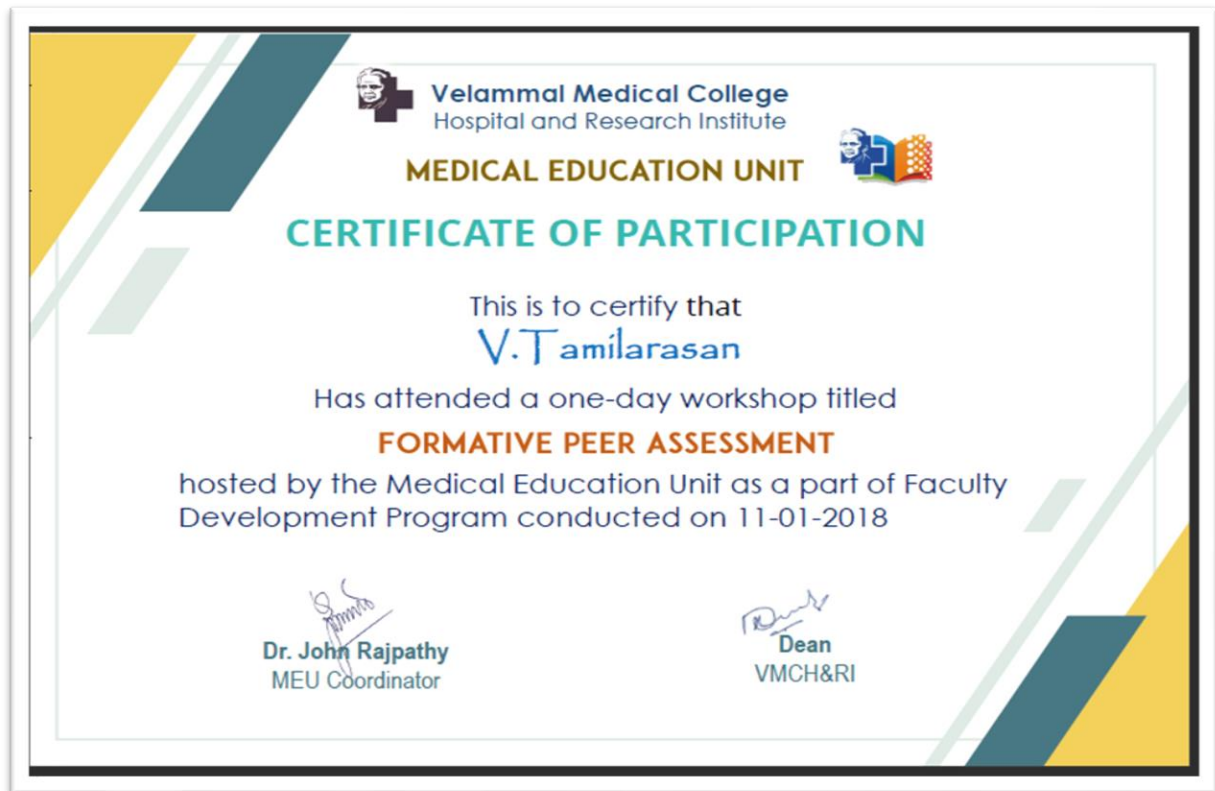 Velammal Medical College
Hospital and Research Institute
MEDICAL EDUCATION UNIT
CERTIFICATE OF PARTICIPATION
This is to certify that
V.Tamilarasan
Has attended a one-day workshop titled
FORMATIVE PEER ASSESSMENT
hosted by the Medical Education Unit as a part of Faculty
Development Program conducted on 11-01-2018
Dr. John Rajpathy
MEU Coordinator
Dean
VMCH&RI